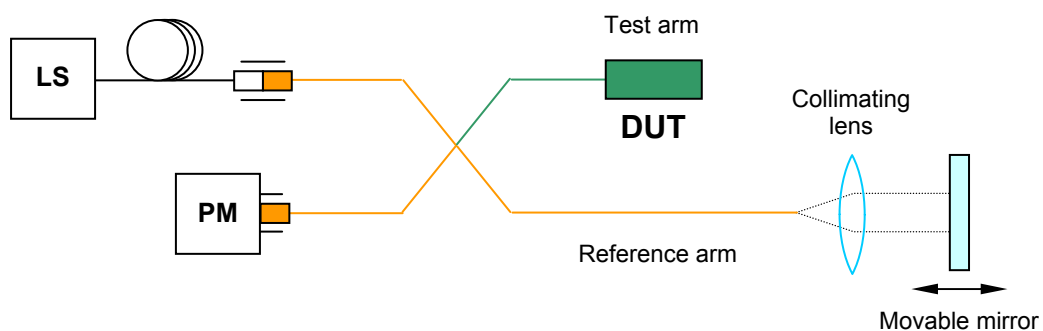 LS
Test arm
DUT
Collimating
lens
PM
Reference arm
Movable mirror